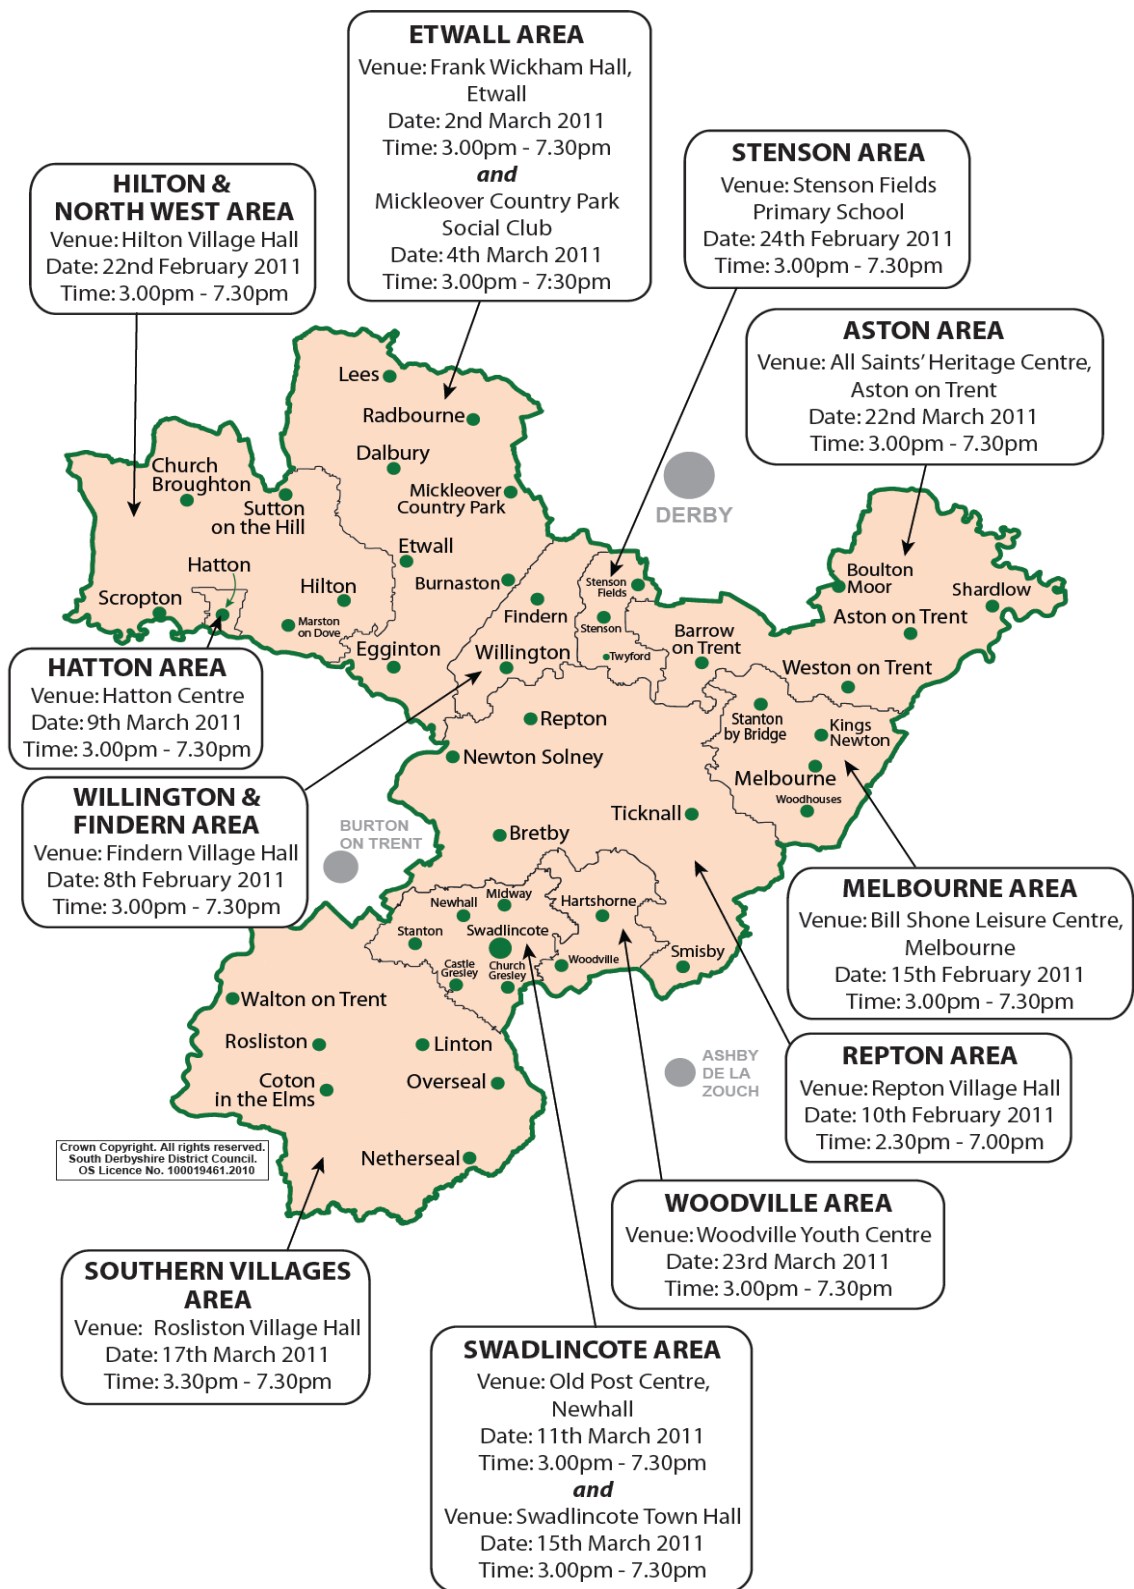 ETWALL AREA
Venue: Frank Wickham Hall,
Etwall
Date: 2nd March 2011
Time: 3.00pm - 7.30pm
and
Mickleover Country Park
Social Club
Date: 4th March 2011
Time: 3.00pm - 7:30pm
STENSON AREA
Venue: Stenson Fields
Primary School
Date: 24th February 2011
Time: 3.00pm - 7.30pm
HILTON &
NORTH WEST AREA
Venue: Hilton Village Hall
Date: 22nd February 2011
Time: 3.00pm - 7.30pm
ASTON AREA
Venue: All Saints' Heritage Centre,
Aston on Trent
Date: 22nd March 2011
Time: 3.00pm - 7.30pm
Lees
Radbourne
Dalbury
Mickleover
Country Park
Church
Broughton
Sutton
on the Hill
DERBY
Etwall
Burnaston
Hatton
Hilton
Scropton
Marston
on Dove
Egginton
Findern
Willington
Stenson
Fields
Stenson
Twyford
Barrow
on Trent
Boulton
Moor
Shardlow
Aston on Trent
Weston on Trent
HATTON AREA
Venue: Hatton Centre
Date: 9th March 2011
Time: 3.00pm - 7.30pm
Repton
Newton Solney
Stanton
by Bridge
Kings
Newton
Melbourne
Woodhouses
Ticknall
Bretby
WILLINGTON &
FINDERN AREA
Venue: Findern Village Hall
Date: 8th February 2011
Time: 3.00pm - 7.30pm
BURTON
ON TRENT
MELBOURNE AREA
Venue: Bill Shone Leisure Centre,
Melbourne
Date: 15th February 2011
Time: 3.00pm - 7.30pm
Midway
Newhall
Hartshorne
Stanton
Swadlincote
Castle
Gresley
Church
Gresley
Woodville
Smisby
Walton on Trent
Rosliston
Linton
Coton
in the Elms
Overseal
Netherseal
ASHBY
DE LA
ZOUCH
REPTON AREA
Venue: Repton Village Hall
Date: 10th February 2011
Time: 2.30pm - 7.00pm
Crown Copyright. All rights reserved.
South Derbyshire District Council.
OS Licence No. 100019461.2010
WOODVILLE AREA
Venue: Woodville Youth Centre
Date: 23rd March 2011
Time: 3.00pm - 7.30pm
SOUTHERN VILLAGES
AREA
Venue: Rosliston Village Hall
Date: 17th March 2011
Time: 3.30pm - 7.30pm
SWADLINCOTE AREA
Venue: Old Post Centre,
Newhall
Date: 11th March 2011
Time: 3.00pm - 7.30pm
and
Venue: Swadlincote Town Hall
Date: 15th March 2011
Time: 3.00pm - 7.30pm